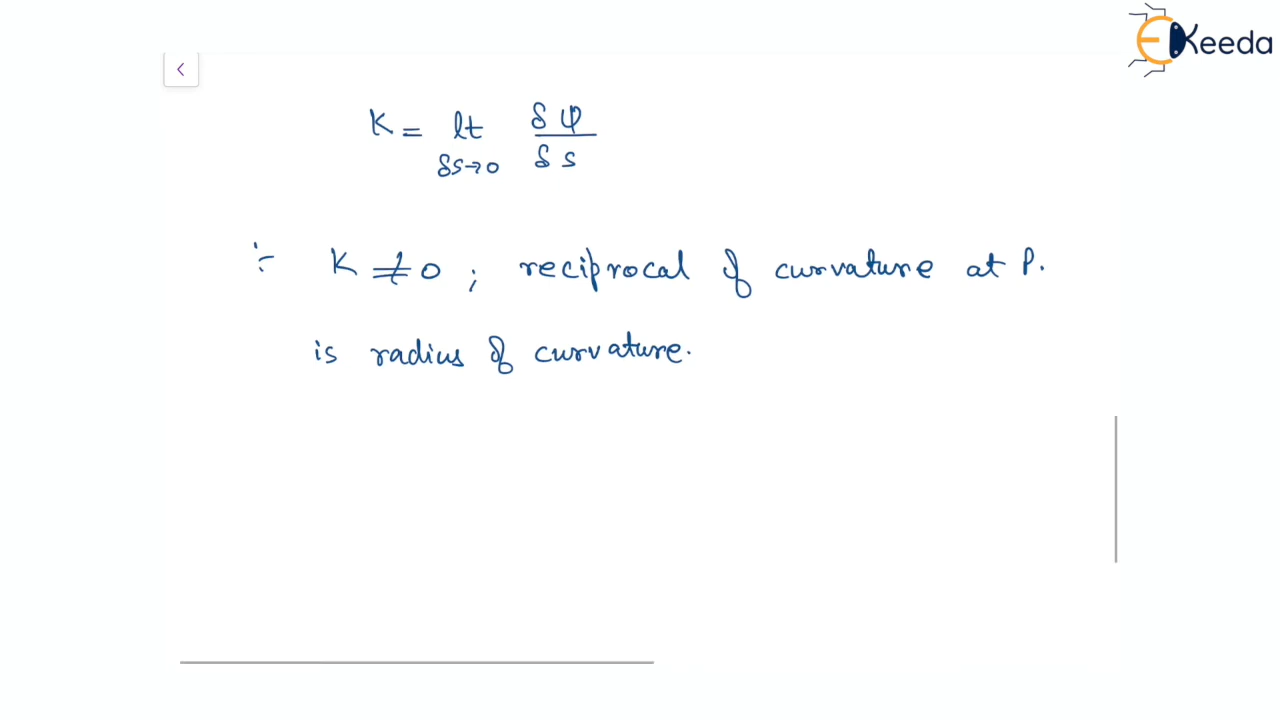 EKeeda
K = lt δψ
δs→0 δs
∵ K ≠ 0 ; reciprocal of curvature at P.
is radius of curvature.